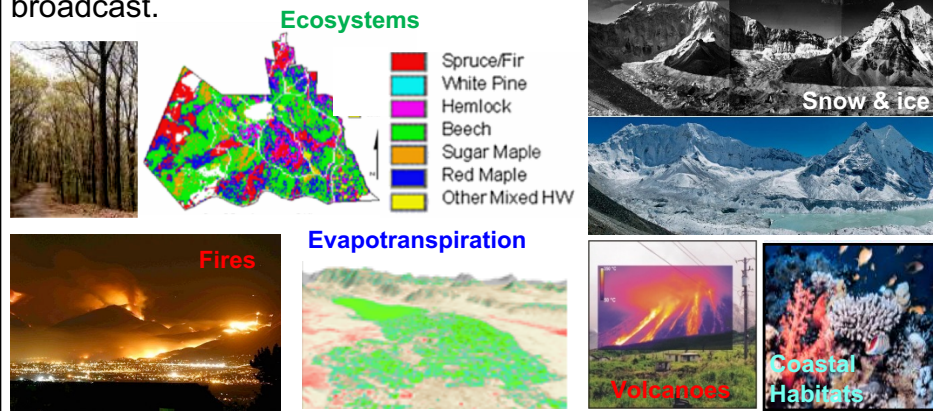 broadcast.
Ecosystems
Spruce/Fir
White Pine
Hemlock
Beech
Sugar Maple
Red Maple
Other Mixed HW
Snow & ice
Fires
Evapotranspiration
Volcanoes
Coastal
Habitats